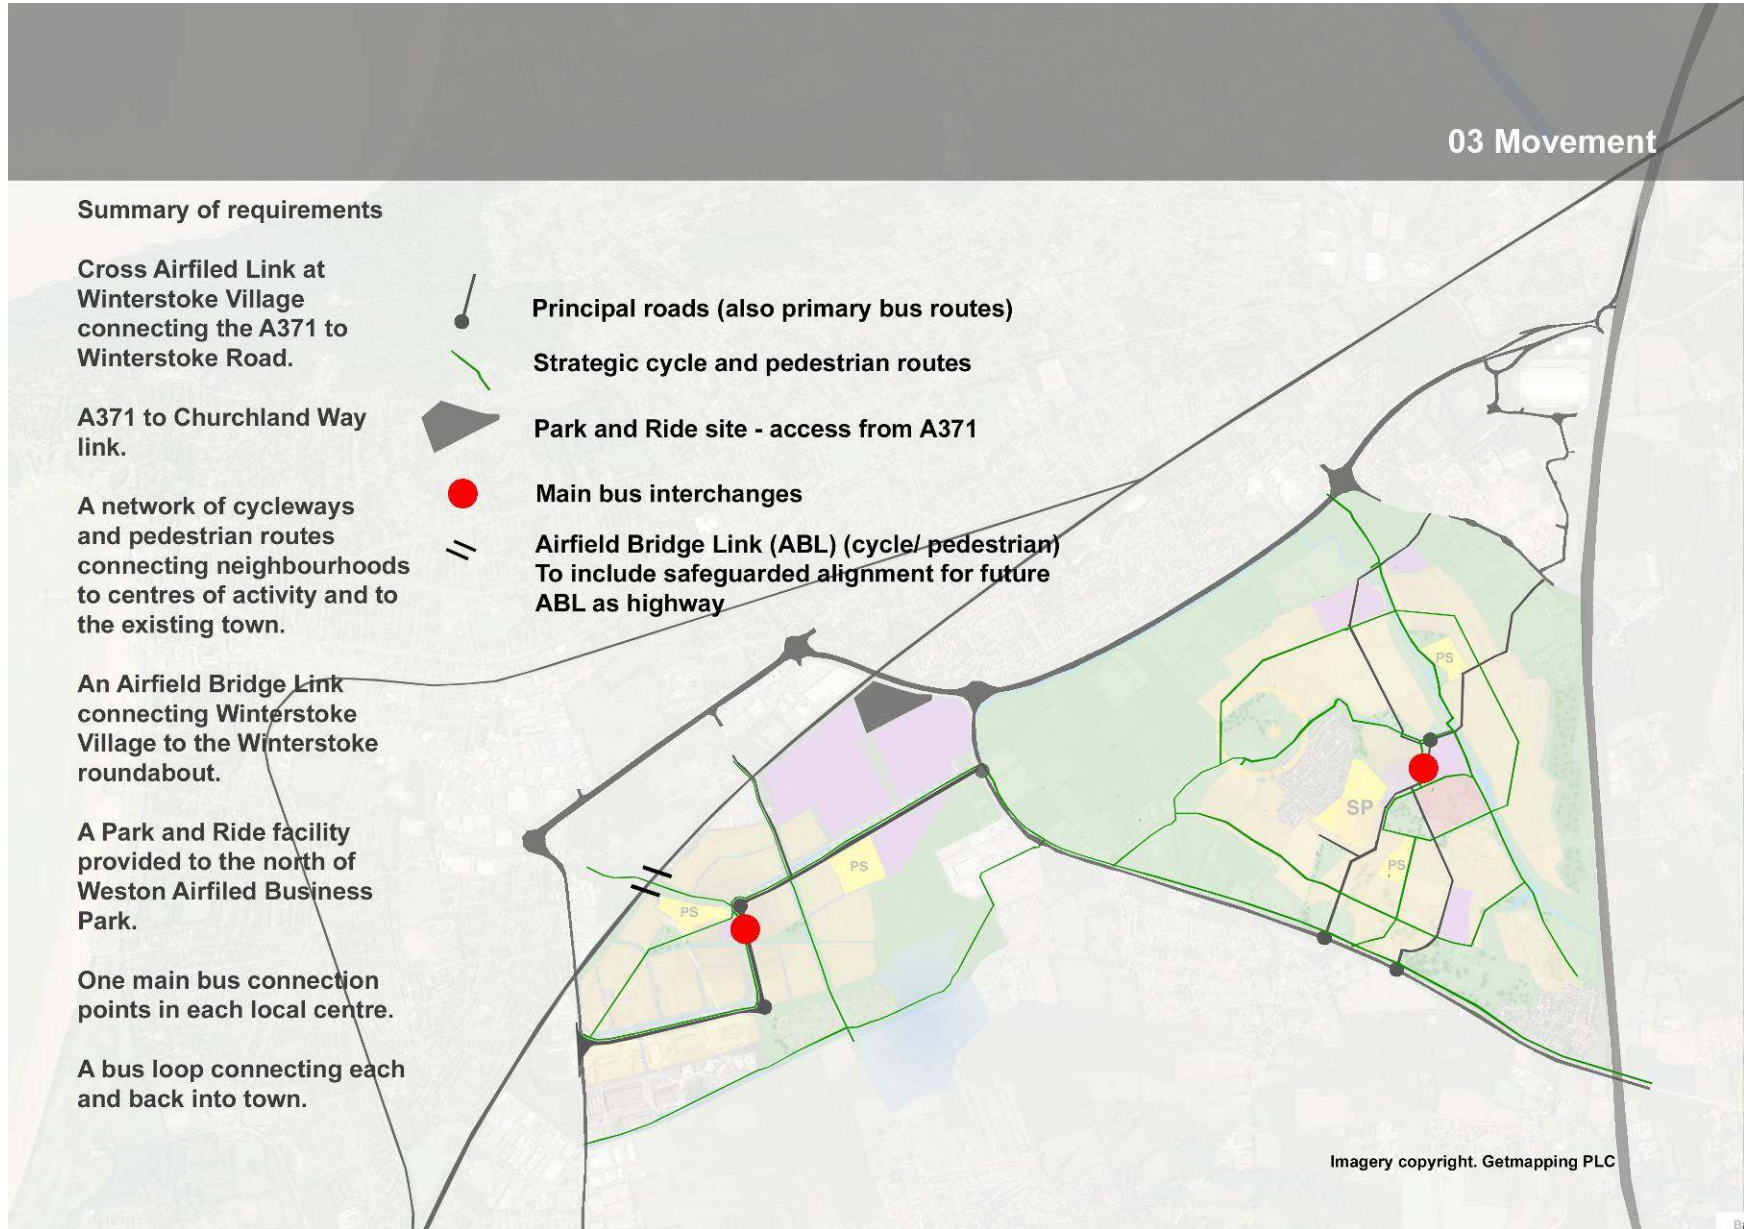 03 Movement
Summary of requirements
Cross Airfiled Link at
Winterstoke Village
connecting the A371 to
Winterstoke Road.
A371 to Churchland Way
link.
A network of cycleways
and pedestrian routes
connecting neighbourhoods
to centres of activity and to
the existing town.
An Airfield Bridge Link
connecting Winterstoke
Village to the Winterstoke
roundabout.
A Park and Ride facility
provided to the north of
Weston Airfiled Business
Park.
One main bus connection
points in each local centre.
A bus loop connecting each
and back into town.
Principal roads (also primary bus routes)
Strategic cycle and pedestrian routes
Park and Ride site - access from A371
Main bus interchanges
Airfield Bridge Link (ABL) (cycle/ pedestrian)
To include safeguarded alignment for future
ABL as highway
PS
SP
PS
PS
PS
Imagery copyright. Getmapping PLC